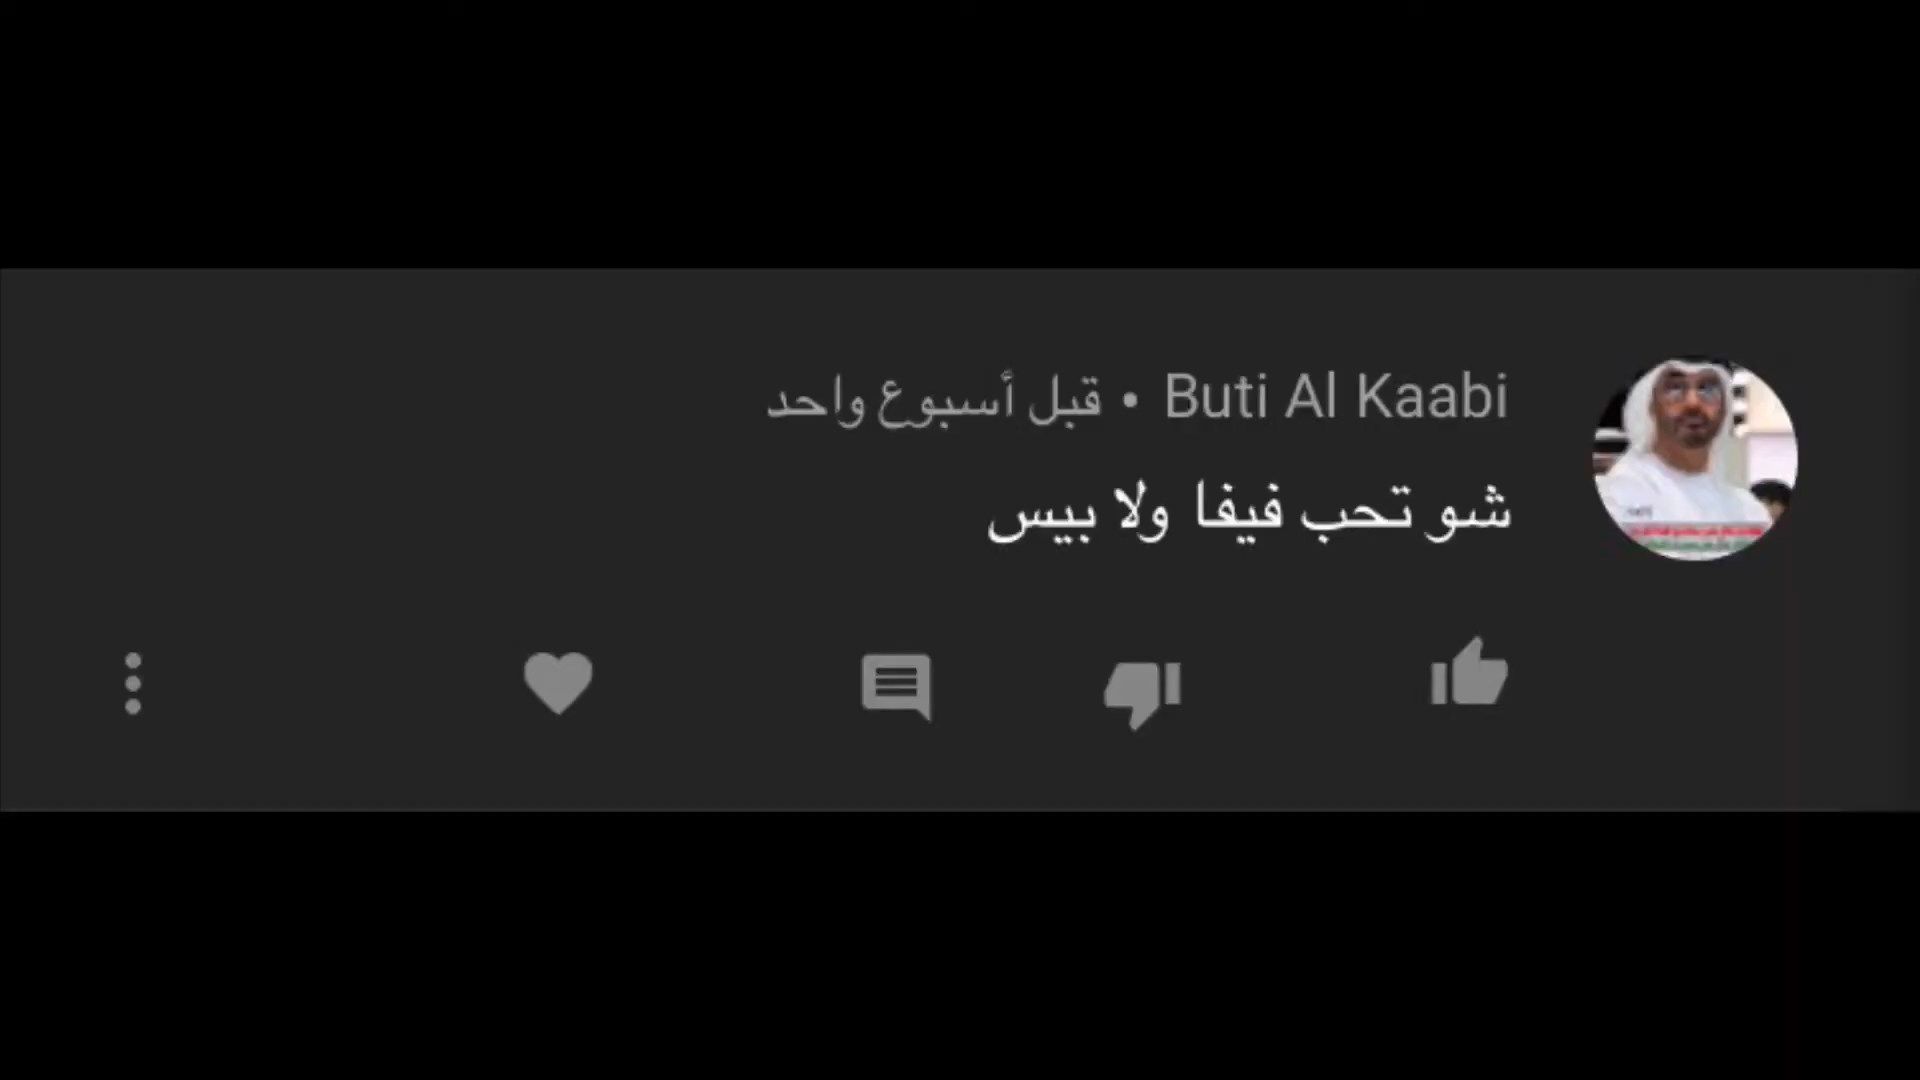 Buti Al Kaabi • قبل أسبوع واحد
شو تحب فيفا ولا بيس